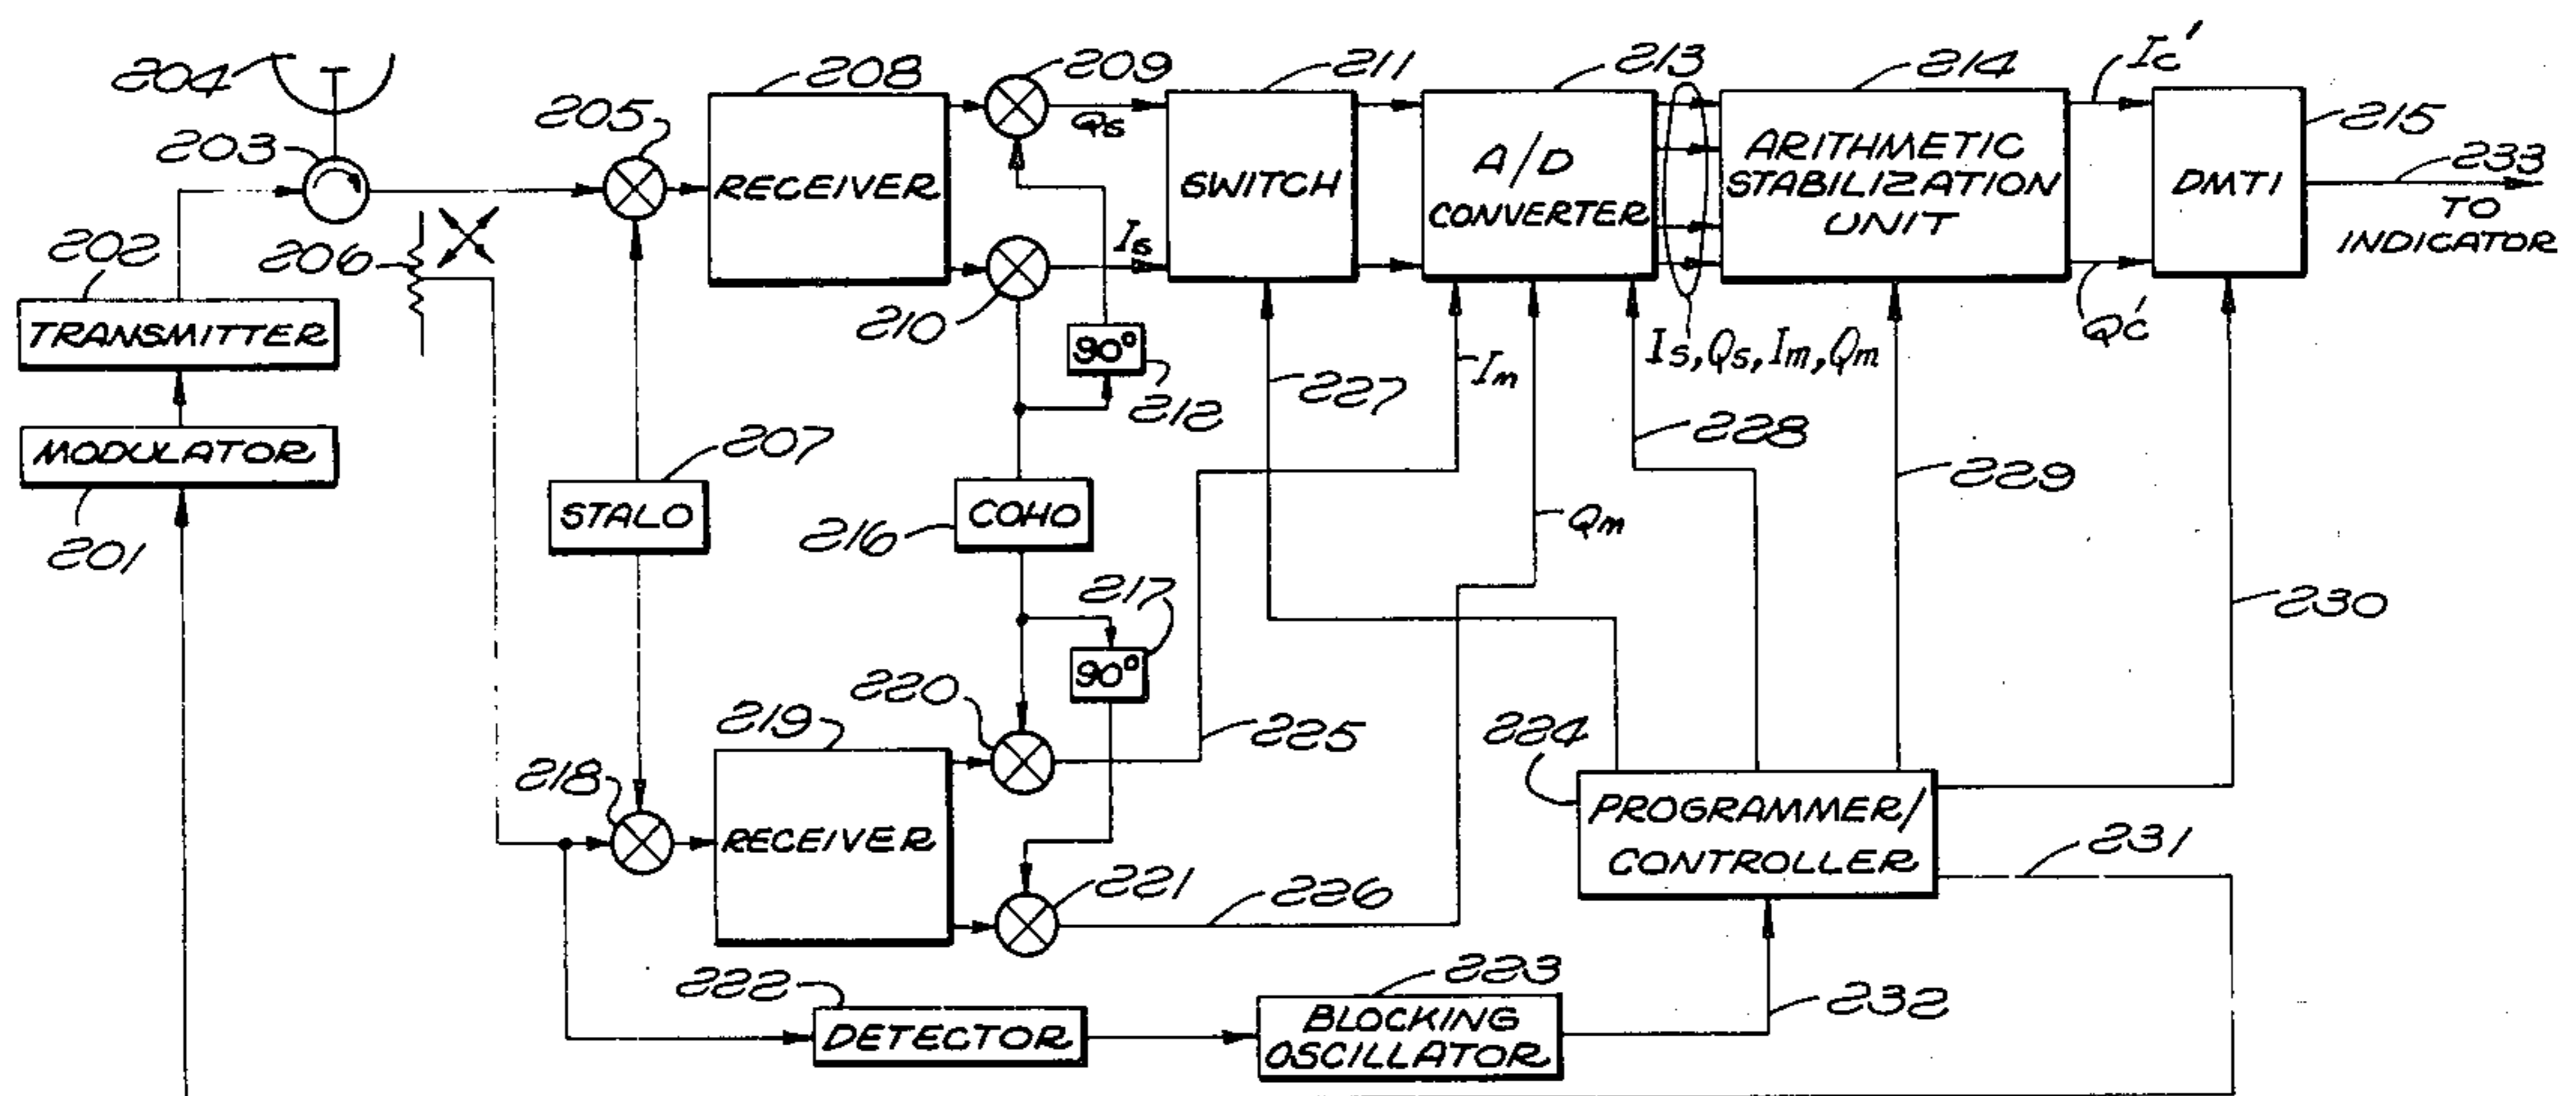 204
203
205
208
209
Qs
211
213
214
Ic'
215
233
TO
INDICATOR
202
206
RECEIVER
SWITCH
A/D
CONVERTER
ARITHMETIC
STABILIZATION
UNIT
DMTI
Is
210
90°
212
TRANSMITTER
MODULATOR
201
207
STALO
216
COHO
217
90°
227
Im
Qm
Is,Qs,Im,Qm
228
229
Qc'
230
218
219
220
RECEIVER
221
225
226
224
PROGRAMMER/
CONTROLLER
231
222
DETECTOR
223
BLOCKING
OSCILLATOR
232